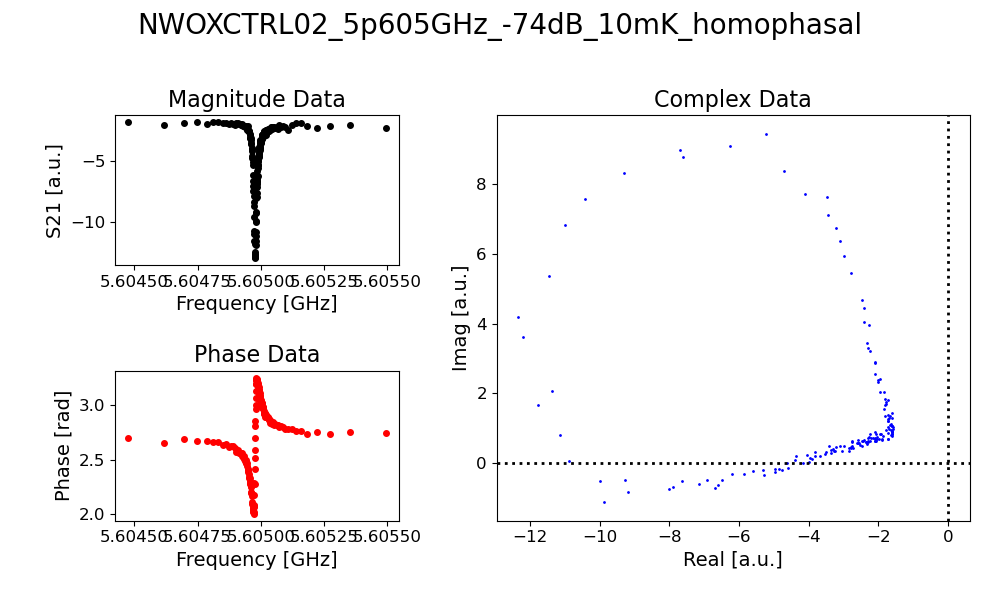 NWOXCTRL02_5p605GHz_-74dB_10mK_homophasal
Magnitude Data
S21 [a.u.]
−5
−10
5.60450 5.60475 5.60500 5.60525 5.60550
Frequency [GHz]
Phase Data
Phase [rad]
3.0
2.5
2.0
5.60450 5.60475 5.60500 5.60525 5.60550
Frequency [GHz]
Complex Data
Imag [a.u.]
8
6
4
2
0
−12 −10 −8 −6 −4 −2 0
Real [a.u.]